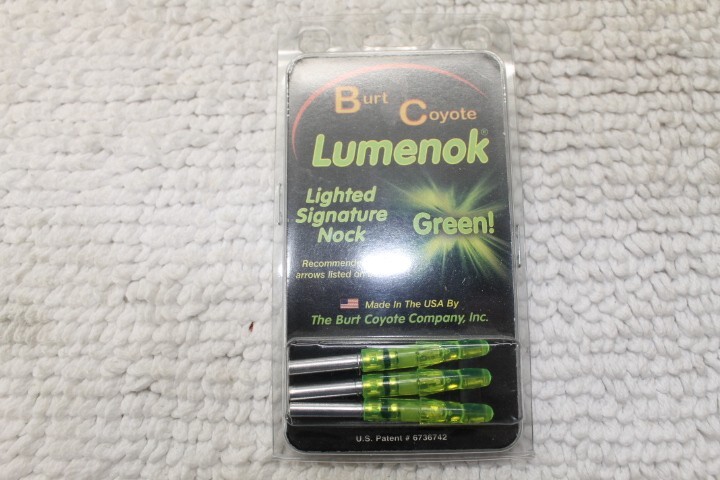 Burt Coyote
Lumenok®
Lighted
Signature
Nock
Green!
Recommende
arrows listed on
Made In The USA By
The Burt Coyote Company, Inc.
U.S. Patent # 6736742